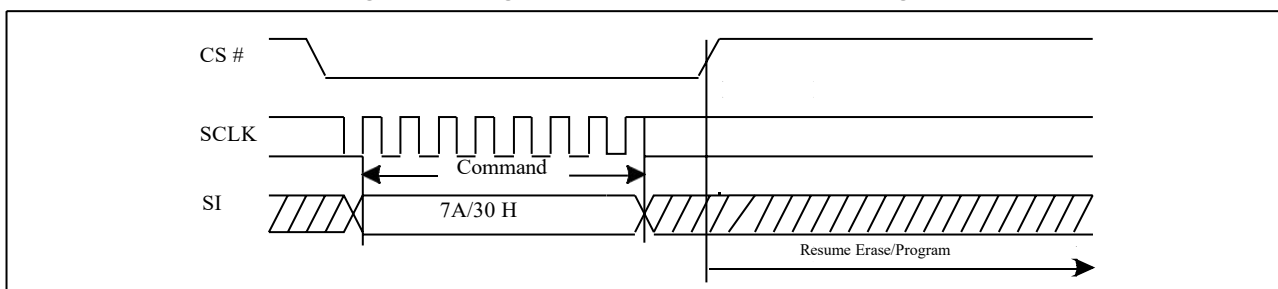 CS #
SCLK
Command
SI
7A/30 H
Resume Erase/Program